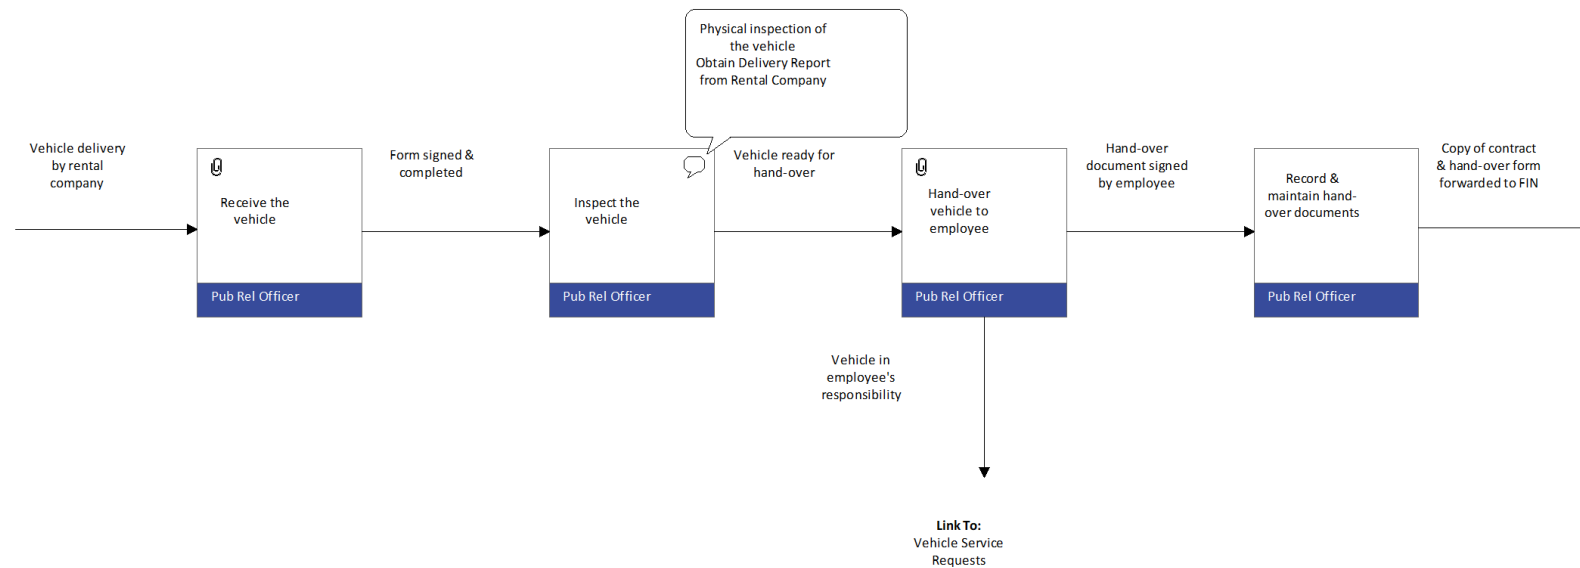 Physical inspection of
the vehicle
Obtain Delivery Report
from Rental Company
Vehicle delivery
by rental
company
Receive the
vehicle
Pub Rel Officer
Form signed &
completed
Inspect the
vehicle
Pub Rel Officer
Vehicle ready for
hand-over
Hand-over
vehicle to
employee
Pub Rel Officer
Hand-over
document signed
by employee
Record &
maintain hand-
over documents
Pub Rel Officer
Copy of contract
& hand-over form
forwarded to FIN
Vehicle in
employee's
responsibility
Link To:
Vehicle Service
Requests